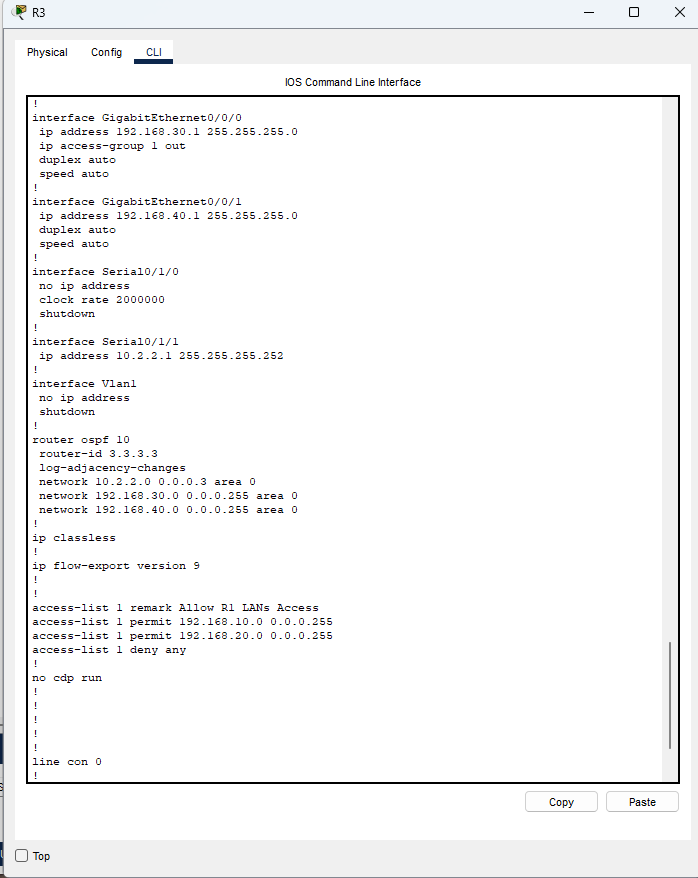 R3
Physical Config CLI
IOS Command Line Interface
!
interface GigabitEthernet0/0/0
ip address 192.168.30.1 255.255.255.0
ip access-group 1 out
duplex auto
speed auto
!
interface GigabitEthernet0/0/1
ip address 192.168.40.1 255.255.255.0
duplex auto
speed auto
!
interface Serial0/1/0
no ip address
clock rate 2000000
shutdown
!
interface Serial0/1/1
ip address 10.2.2.1 255.255.255.252
!
interface Vlan1
no ip address
shutdown
!
router ospf 10
router-id 3.3.3.3
log-adjacency-changes
network 10.2.2.0 0.0.0.3 area 0
network 192.168.30.0 0.0.0.255 area 0
network 192.168.40.0 0.0.0.255 area 0
!
ip classless
!
ip flow-export version 9
!
!
access-list 1 remark Allow R1 LANs Access
access-list 1 permit 192.168.10.0 0.0.0.255
access-list 1 permit 192.168.20.0 0.0.0.255
access-list 1 deny any
!
no cdp run
!
!
!
!
!
line con 0
!
Copy Paste
Top